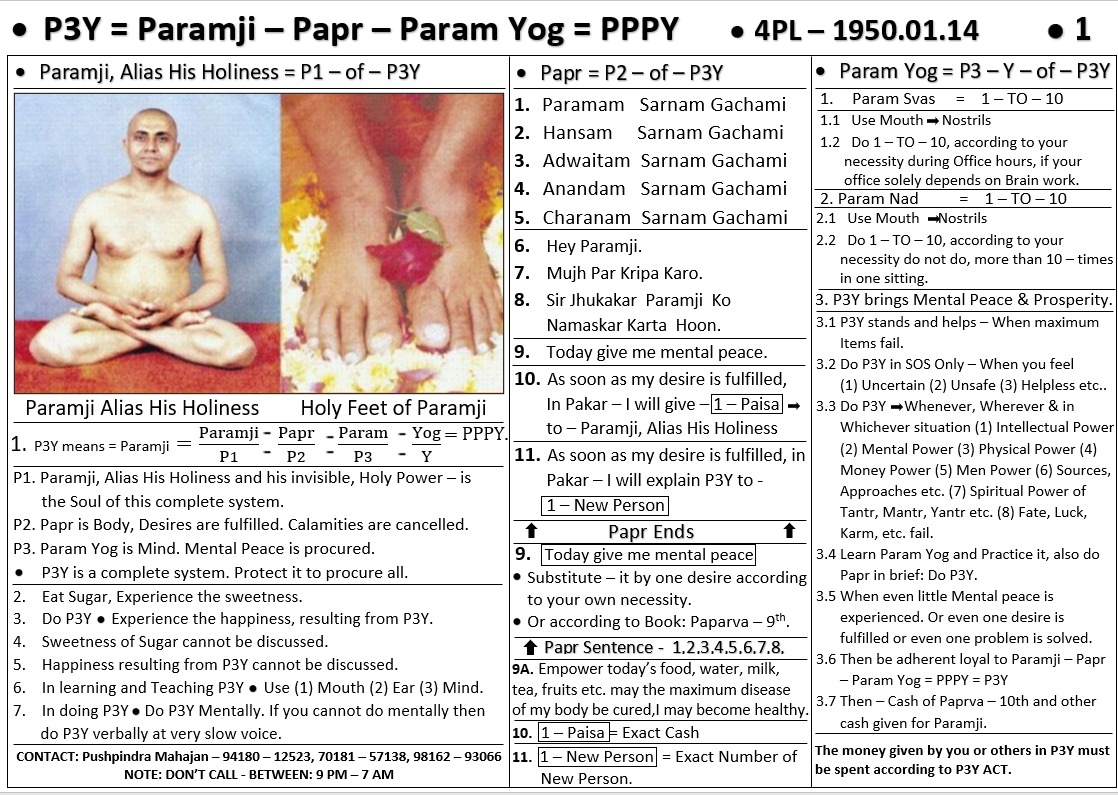 • P3Y = Paramji – Papr – Param Yog = PPPY • 4PL – 1950.01.14 • 1
• Paramji, Alias His Holiness = P1 – of – P3Y
Paramji Alias His Holiness Holy Feet of Paramji
1. P3Y means = Paramji = Paramji/P1 - Papr/P2 - Param/P3 - Yog/Y = PPPY.
P1. Paramji, Alias His Holiness and his invisible, Holy Power – is
the Soul of this complete system.
P2. Papr is Body, Desires are fulfilled. Calamities are cancelled.
P3. Param Yog is Mind. Mental Peace is procured.
• P3Y is a complete system. Protect it to procure all.
2. Eat Sugar, Experience the sweetness.
3. Do P3Y ● Experience the happiness, resulting from P3Y.
4. Sweetness of Sugar cannot be discussed.
5. Happiness resulting from P3Y cannot be discussed.
6. In learning and Teaching P3Y ● Use (1) Mouth (2) Ear (3) Mind.
7. In doing P3Y ● Do P3Y Mentally. If you cannot do mentally then
do P3Y verbally at very slow voice.
CONTACT: Pushpindra Mahajan – 94180 – 12523, 70181 – 57138, 98162 – 93066
NOTE: DON'T CALL - BETWEEN: 9 PM – 7 AM
• Papr = P2 – of – P3Y
1. Paramam Sarnam Gachami
2. Hansam Sarnam Gachami
3. Adwaitam Sarnam Gachami
4. Anandam Sarnam Gachami
5. Charanam Sarnam Gachami
6. Hey Paramji.
7. Mujh Par Kripa Karo.
8. Sir Jhukakar Paramji Ko
Namaskar Karta Hoon.
9. Today give me mental peace.
10. As soon as my desire is fulfilled,
In Pakar – I will give – 1 – Paisa ➡
to – Paramji, Alias His Holiness
11. As soon as my desire is fulfilled, in
Pakar – I will explain P3Y to -
1 – New Person
⬆ Papr Ends ⬆
9. Today give me mental peace
• Substitute – it by one desire according
to your own necessity.
• Or according to Book: Paparva – 9th.
⬆ Papr Sentence - 1,2,3,4,5,6,7,8.
9A. Empower today's food, water, milk,
tea, fruits etc. may the maximum disease
of my body be cured,I may become healthy.
10. 1 – Paisa = Exact Cash
11. 1 – New Person = Exact Number of
New Person.
• Param Yog = P3 – Y – of – P3Y
1. Param Svas = 1 – TO – 10
1.1 Use Mouth ➡ Nostrils
1.2 Do 1 – TO – 10, according to your
necessity during Office hours, if your
office solely depends on Brain work.
2. Param Nad = 1 – TO – 10
2.1 Use Mouth ➡Nostrils
2.2 Do 1 – TO – 10, according to your
necessity do not do, more than 10 – times
in one sitting.
3. P3Y brings Mental Peace & Prosperity.
3.1 P3Y stands and helps – When maximum
Items fail.
3.2 Do P3Y in SOS Only – When you feel
(1) Uncertain (2) Unsafe (3) Helpless etc..
3.3 Do P3Y ➡Whenever, Wherever & in
Whichever situation (1) Intellectual Power
(2) Mental Power (3) Physical Power (4)
Money Power (5) Men Power (6) Sources,
Approaches etc. (7) Spiritual Power of
Tantr, Mantr, Yantr etc. (8) Fate, Luck,
Karm, etc. fail.
3.4 Learn Param Yog and Practice it, also do
Papr in brief: Do P3Y.
3.5 When even little Mental peace is
experienced. Or even one desire is
fulfilled or even one problem is solved.
3.6 Then be adherent loyal to Paramji – Papr
– Param Yog = PPPY = P3Y
3.7 Then – Cash of Paprva – 10th and other
cash given for Paramji.
The money given by you or others in P3Y must
be spent according to P3Y ACT.